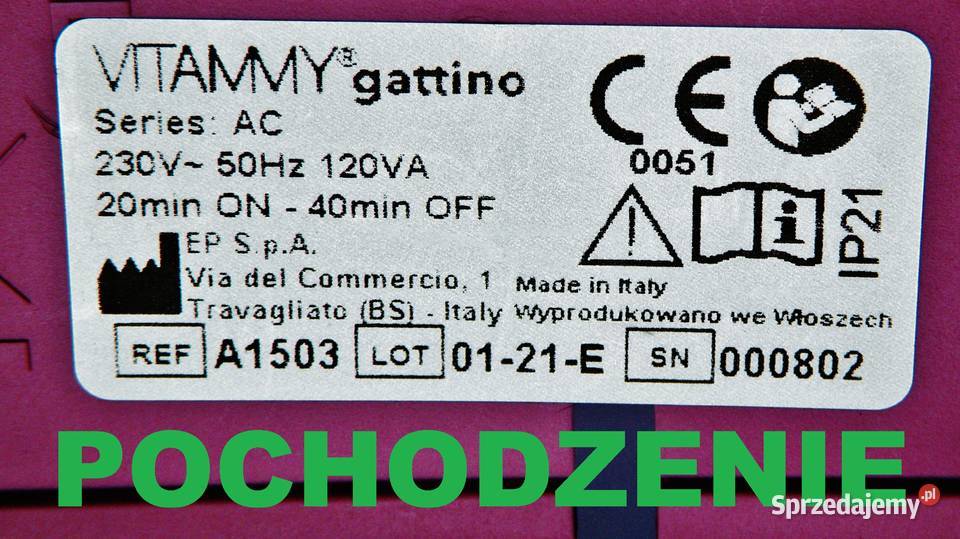 VITAMMY® gattino
Series: AC
230V~ 50Hz 120VA
20min ON - 40min OFF
EP S.p.A.
Via del Commercio, 1
Travagliato (BS) - Italy
CE
0051
IP21
Made in Italy
Wyprodukowano we Włoszech
REF A1503 LOT 01-21-E SN 000802
POCHODZENIE
Sprzedajemy.pl